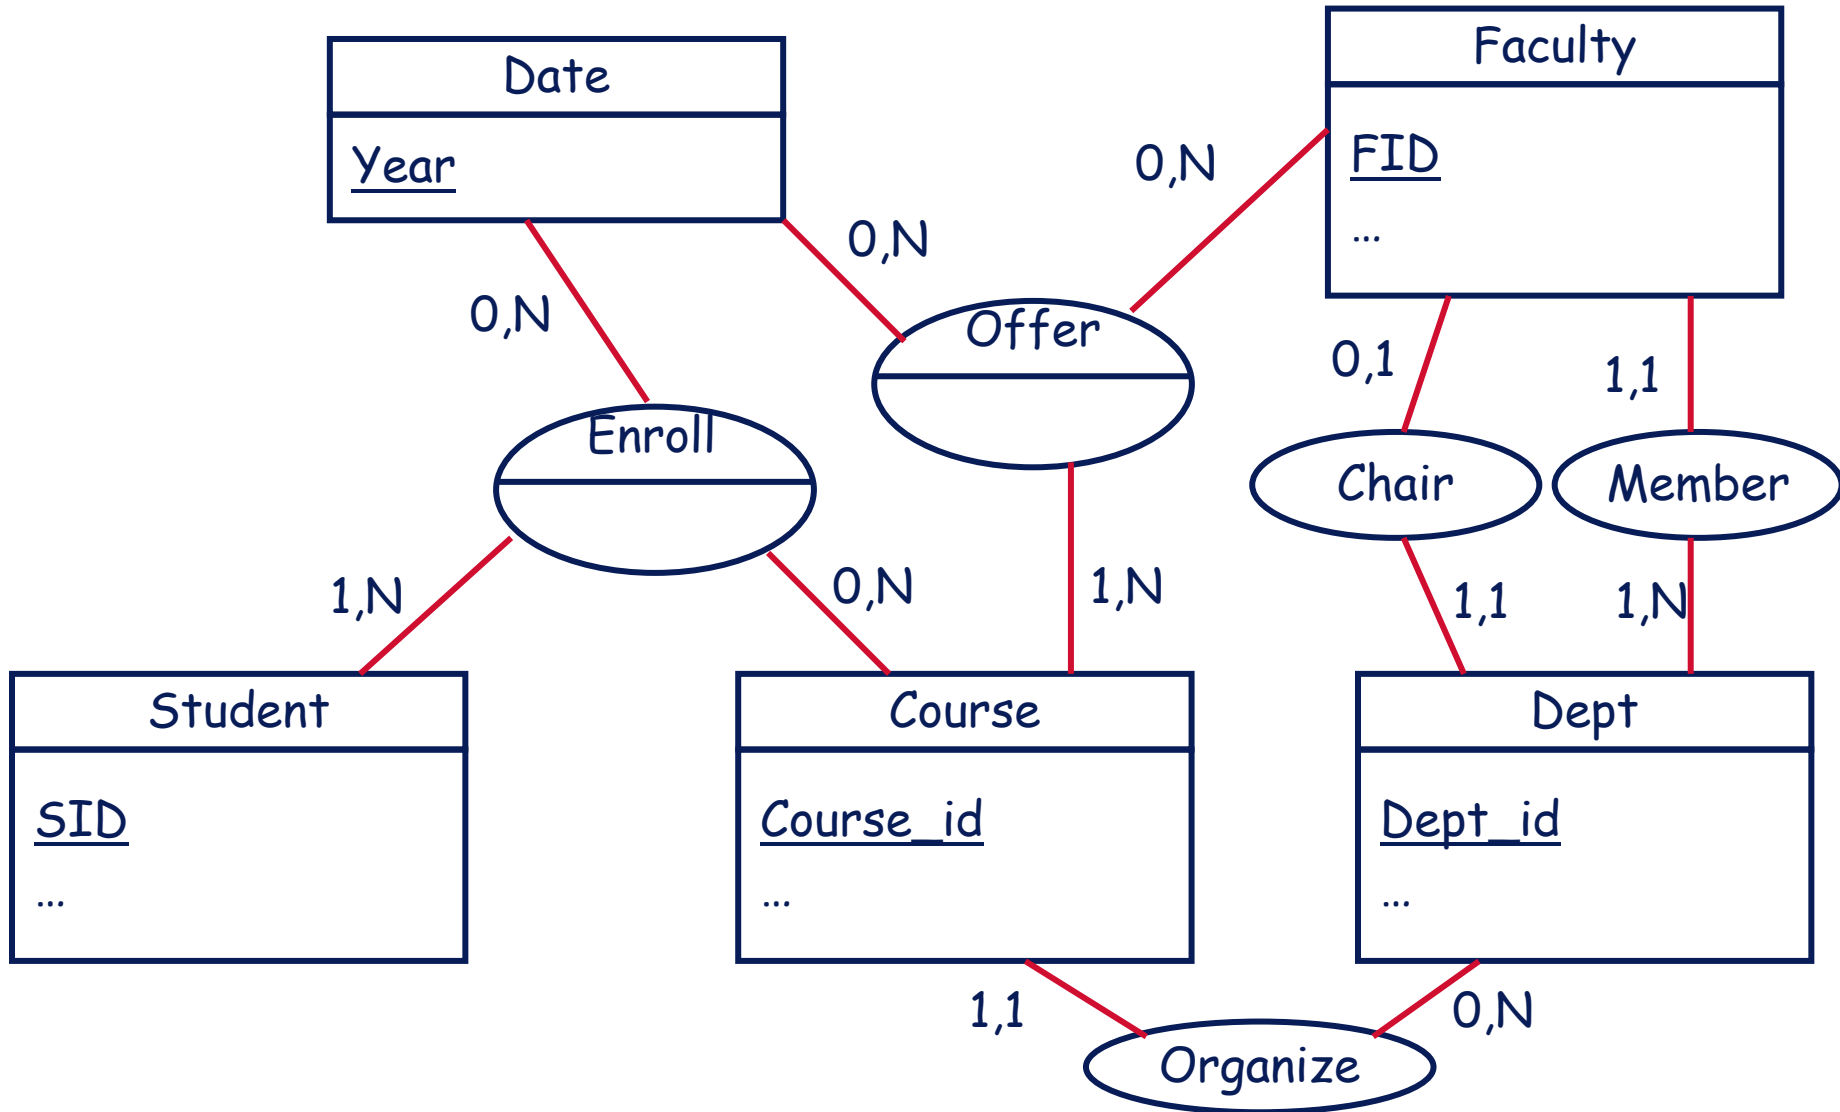 Date
Year
Faculty
FID
...
0,N
0,N
0,N
Offer
Enroll
0,1
1,1
Chair
Member
1,N
0,N
1,N
1,1
1,N
Student
SID
...
Course
Course_id
...
Dept
Dept_id
...
1,1
0,N
Organize